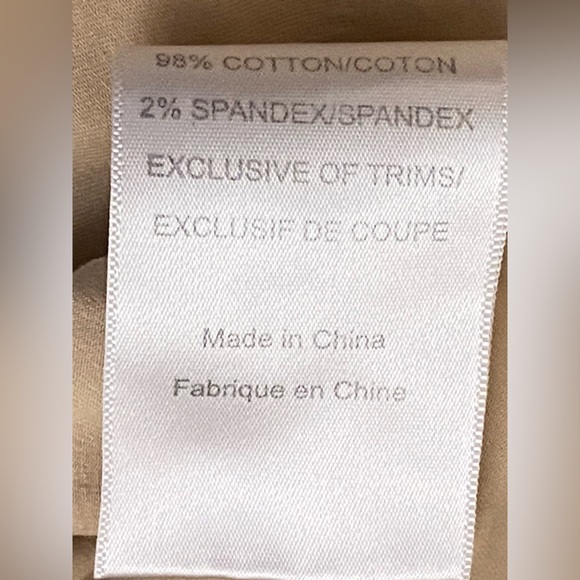 98% COTTON/COTON
2% SPANDEX/SPANDEX
EXCLUSIVE OF TRIMS/
EXCLUSIF DE COUPE
Made in China
Fabrique en Chine